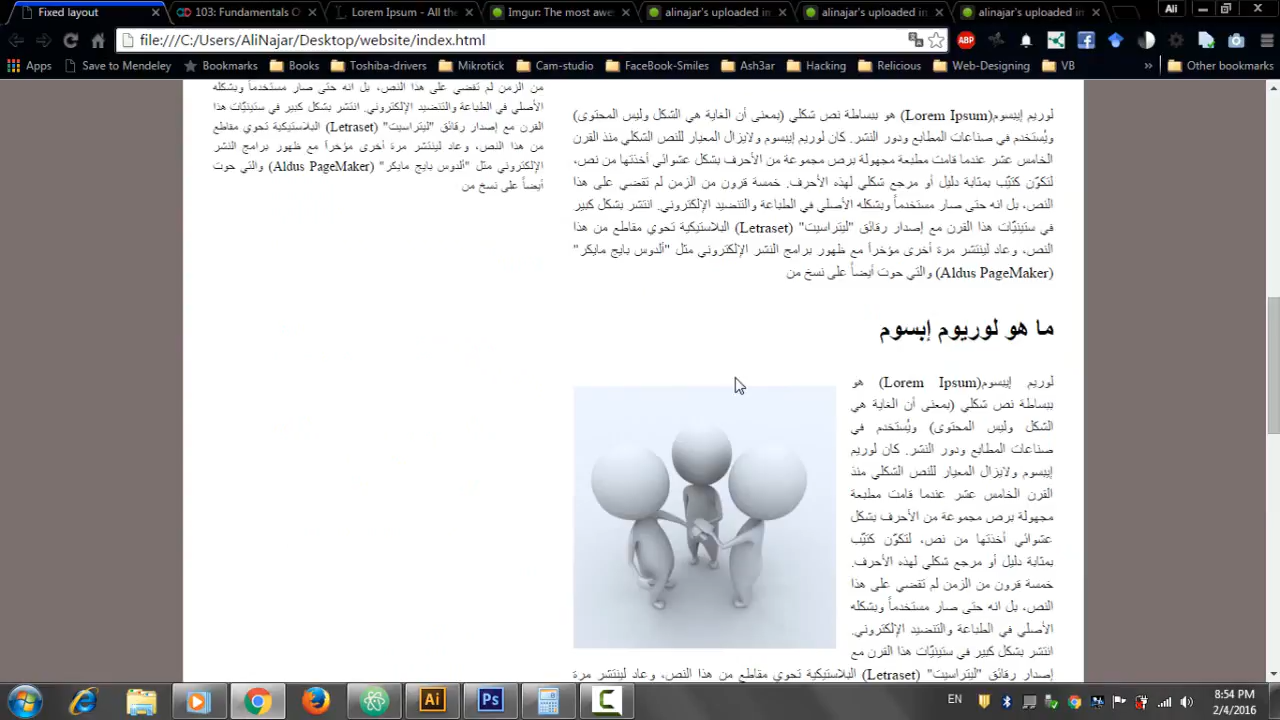 Fixed layout
103: Fundamentals O
Lorem Ipsum - All the
Imgur: The most awe
alinajar's uploaded im
alinajar's uploaded im
alinajar's uploaded im
Ali
file:///C:/Users/AliNajar/Desktop/website/index.html
ABP
Apps
Save to Mendeley
Bookmarks
Books
Toshiba-drivers
Mikrotick
Cam-studio
FaceBook-Smiles
Ash3ar
Hacking
Relicious
Web-Designing
VB
»
Other bookmarks
لوريم إيبسوم(Lorem Ipsum) هو ببساطة نص شكلي (بمعنى أن الغاية هي الشكل وليس المحتوى)
ويُستخدم في صناعات المطابع ودور النشر. كان لوريم إيبسوم ولايزال المعيار للنص الشكلي منذ القرن
الخامس عشر عندما قامت مطبعة مجهولة برص مجموعة من الأحرف بشكل عشوائي أخذتها من نص،
لتكوّن كتيّب بمثابة دليل أو مرجع شكلي لهذه الأحرف. خمسة قرون من الزمن لم تقضي على هذا
النص، بل انه حتى صار مستخدماً وبشكله الأصلي في الطباعة والتنضيد الإلكتروني. انتشر بشكل كبير
في ستينيّات هذا القرن مع إصدار رقائق "ليتراسيت" (Letraset) البلاستيكية تحوي مقاطع من هذا
النص، وعاد لينتشر مرة أخرى مؤخرأ مع ظهور برامج النشر الإلكتروني مثل "ألدوس بايج مايكر"
(Aldus PageMaker) والتي حوت أيضاً على نسخ من
ما هو لوريوم إبسوم
لوريم إيبسوم(Lorem Ipsum) هو
ببساطة نص شكلي (بمعنى أن الغاية هي
الشكل وليس المحتوى) ويُستخدم في
صناعات المطابع ودور النشر. كان لوريم
إيبسوم ولايزال المعيار للنص الشكلي منذ
القرن الخامس عشر عندما قامت مطبعة
مجهولة برص مجموعة من الأحرف بشكل
عشوائي أخذتها من نص، لتكوّن كتيّب
بمثابة دليل أو مرجع شكلي لهذه الأحرف.
خمسة قرون من الزمن لم تقضي على هذا
النص، بل انه حتى صار مستخدماً وبشكله
الأصلي في الطباعة والتنضيد الإلكتروني.
انتشر بشكل كبير في ستينيّات هذا القرن مع
إصدار رقائق "ليتراسيت" (Letraset) البلاستيكية تحوي مقاطع من هذا النص، وعاد لينتشر مرة
من الزمن لم تقضي على هذا النص، بل انه حتى صار مستخدماً وبشكله
الأصلي في الطباعة والتنضيد الإلكتروني. انتشر بشكل كبير في ستينيّات هذا
القرن مع إصدار رقائق "ليتراسيت" (Letraset) البلاستيكية تحوي مقاطع
من هذا النص، وعاد لينتشر مرة أخرى مؤخرأ مع ظهور برامج النشر
الإلكتروني مثل "ألدوس بايج مايكر" (Aldus PageMaker) والتي حوت
أيضاً على نسخ من
Ai
Ps
EN
8:54 PM
2/4/2016